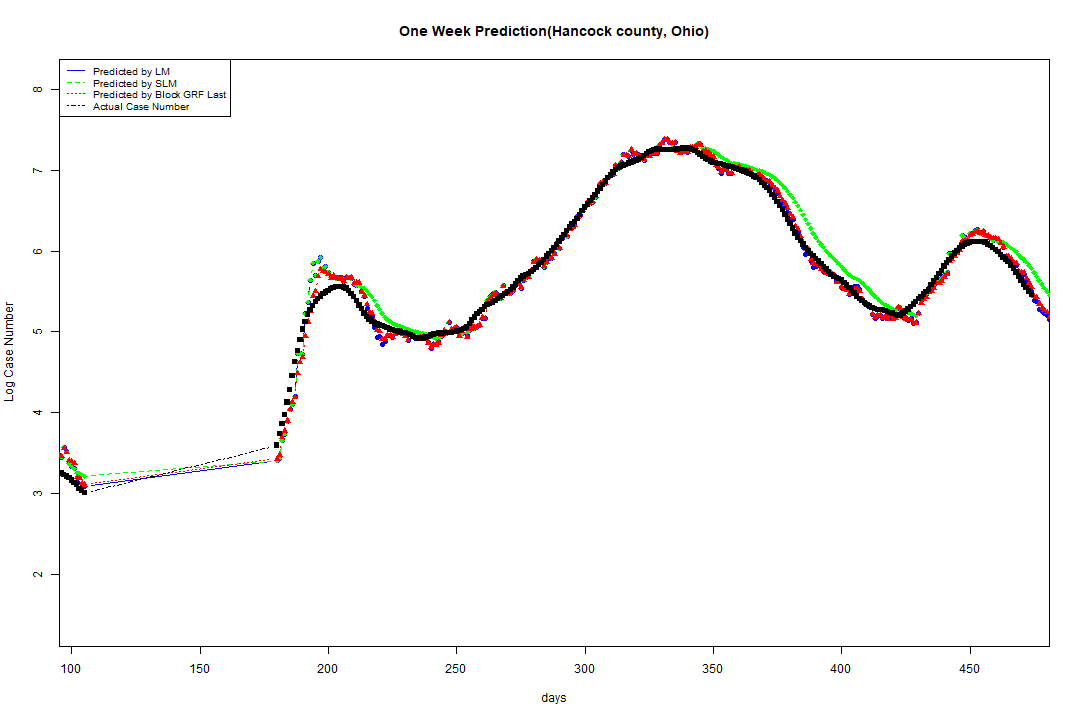 One Week Prediction(Hancock county, Ohio)
Predicted by LM
Predicted by SLM
Predicted by Block GRF Last
Actual Case Number
8
7
6
5
4
3
2
Log Case Number
100 150 200 250 300 350 400 450
days